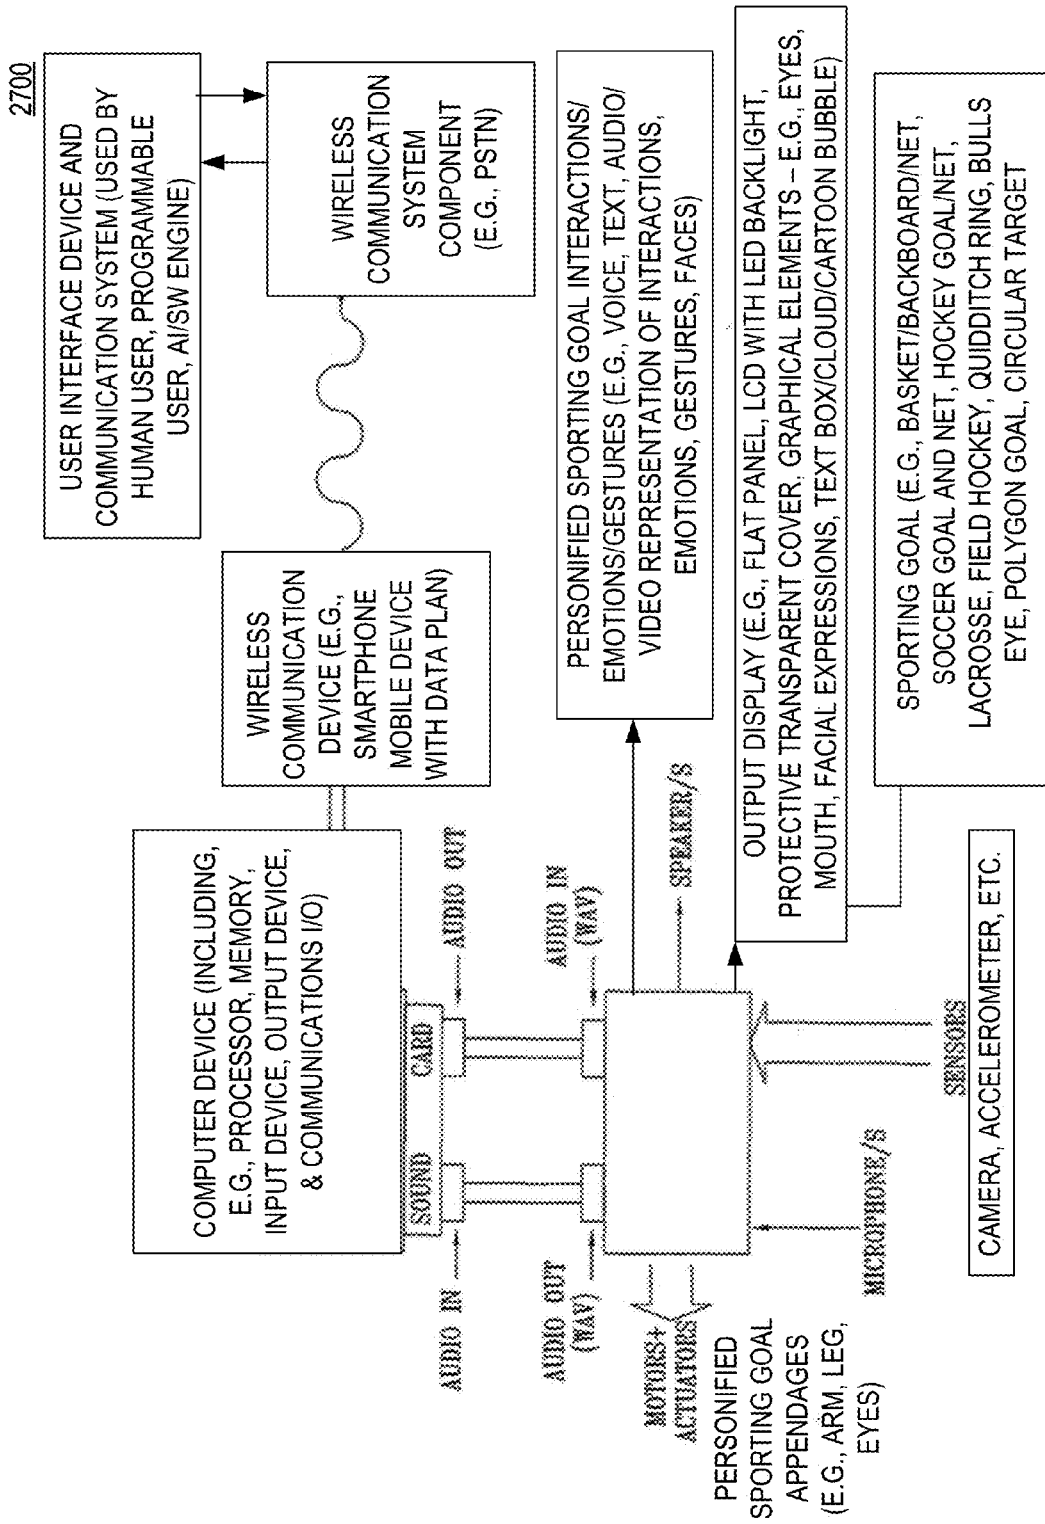 2700
USER INTERFACE DEVICE AND
COMMUNICATION SYSTEM (USED BY
HUMAN USER, PROGRAMMABLE
USER, AI/SW ENGINE)
WIRELESS
COMMUNICATION
SYSTEM
COMPONENT
(E.G., PSTN)
WIRELESS
COMMUNICATION
DEVICE (E.G.,
SMARTPHONE
MOBILE DEVICE
WITH DATA PLAN)
COMPUTER DEVICE (INCLUDING,
E.G., PROCESSOR, MEMORY,
INPUT DEVICE, OUTPUT DEVICE,
& COMMUNICATIONS I/O)
SOUND
CARD
AUDIO IN
AUDIO OUT
AUDIO OUT
(WAV)
AUDIO IN
(WAV)
PERSONIFIED SPORTING GOAL INTERACTIONS/
EMOTIONS/GESTURES (E.G., VOICE, TEXT, AUDIO/
VIDEO REPRESENTATION OF INTERACTIONS,
EMOTIONS, GESTURES, FACES)
SPEAKER/S
OUTPUT DISPLAY (E.G., FLAT PANEL, LCD WITH LED BACKLIGHT,
PROTECTIVE TRANSPARENT COVER, GRAPHICAL ELEMENTS – E.G., EYES,
MOUTH, FACIAL EXPRESSIONS, TEXT BOX/CLOUD/CARTOON BUBBLE)
SPORTING GOAL (E.G., BASKET/BACKBOARD/NET,
SOCCER GOAL AND NET, HOCKEY GOAL/NET,
LACROSSE, FIELD HOCKEY, QUIDDITCH RING, BULLS
EYE, POLYGON GOAL, CIRCULAR TARGET
MOTORS+
ACTUATORS
PERSONIFIED
SPORTING GOAL
APPENDAGES
(E.G., ARM, LEG,
EYES)
MICROPHONE/S
SENSORS
CAMERA, ACCELEROMETER, ETC.